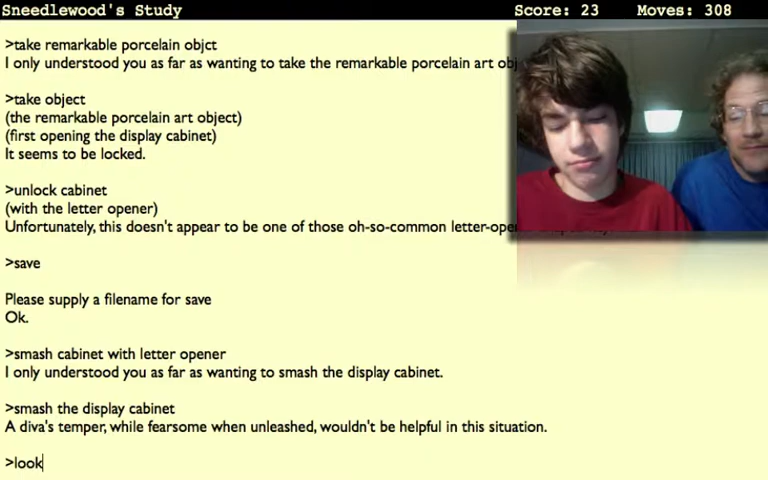 Sneedlewood's Study Score: 23 Moves: 308
>take remarkable porcelain objct
I only understood you as far as wanting to take the remarkable porcelain art
>take object
(the remarkable porcelain art object)
(first opening the display cabinet)
It seems to be locked.
>unlock cabinet
(with the letter opener)
Unfortunately, this doesn't appear to be one of those oh-so-common
>save
Please supply a filename for save
Ok.
>smash cabinet with letter opener
I only understood you as far as wanting to smash the display cabinet.
>smash the display cabinet
A diva's temper, while fearsome when unleashed, wouldn't be helpful in this situation.
>look